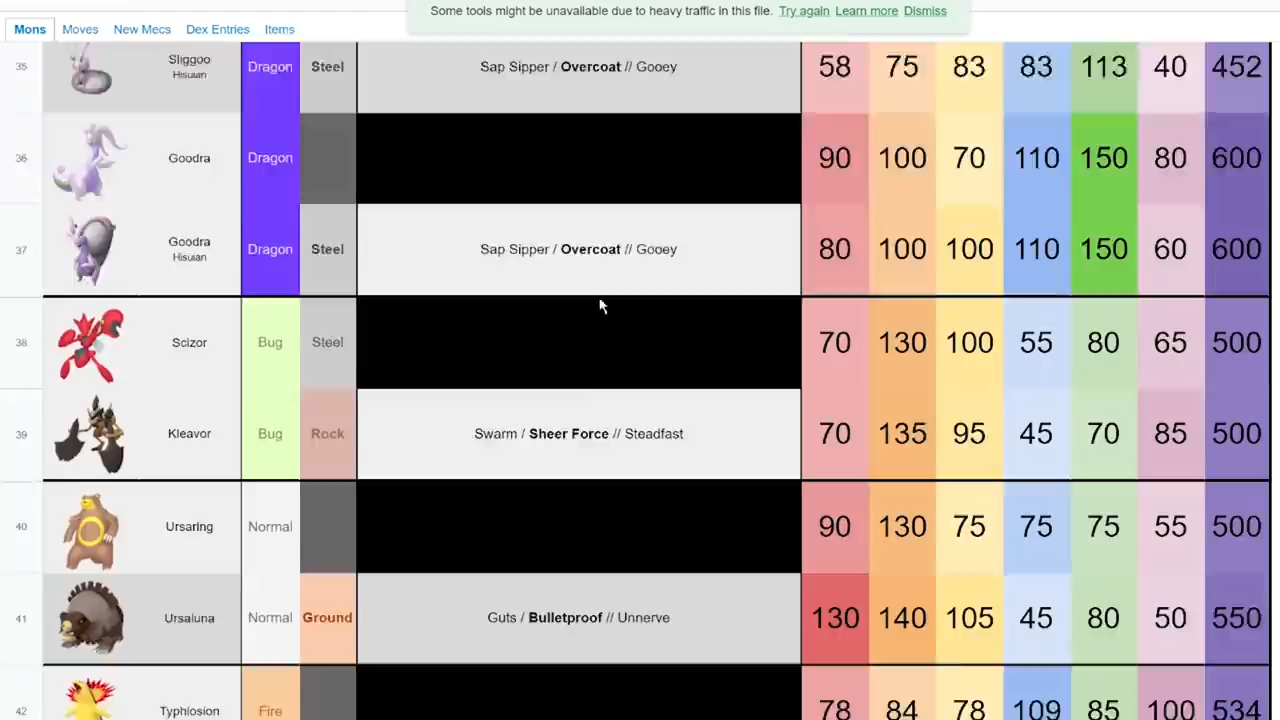 Some tools might be unavailable due to heavy traffic in this file. Try again Learn more Dismiss
Mons Moves New Mecs Dex Entries Items
35 Sliggoo Hisuian Dragon Steel Sap Sipper / Overcoat // Gooey 58 75 83 83 113 40 452
36 Goodra Dragon 90 100 70 110 150 80 600
37 Goodra Hisuian Dragon Steel Sap Sipper / Overcoat // Gooey 80 100 100 110 150 60 600
38 Scizor Bug Steel 70 130 100 55 80 65 500
39 Kleavor Bug Rock Swarm / Sheer Force // Steadfast 70 135 95 45 70 85 500
40 Ursaring Normal 90 130 75 75 75 55 500
41 Ursaluna Normal Ground Guts / Bulletproof // Unnerve 130 140 105 45 80 50 550
42 Typhlosion Fire 78 84 78 109 85 100 534